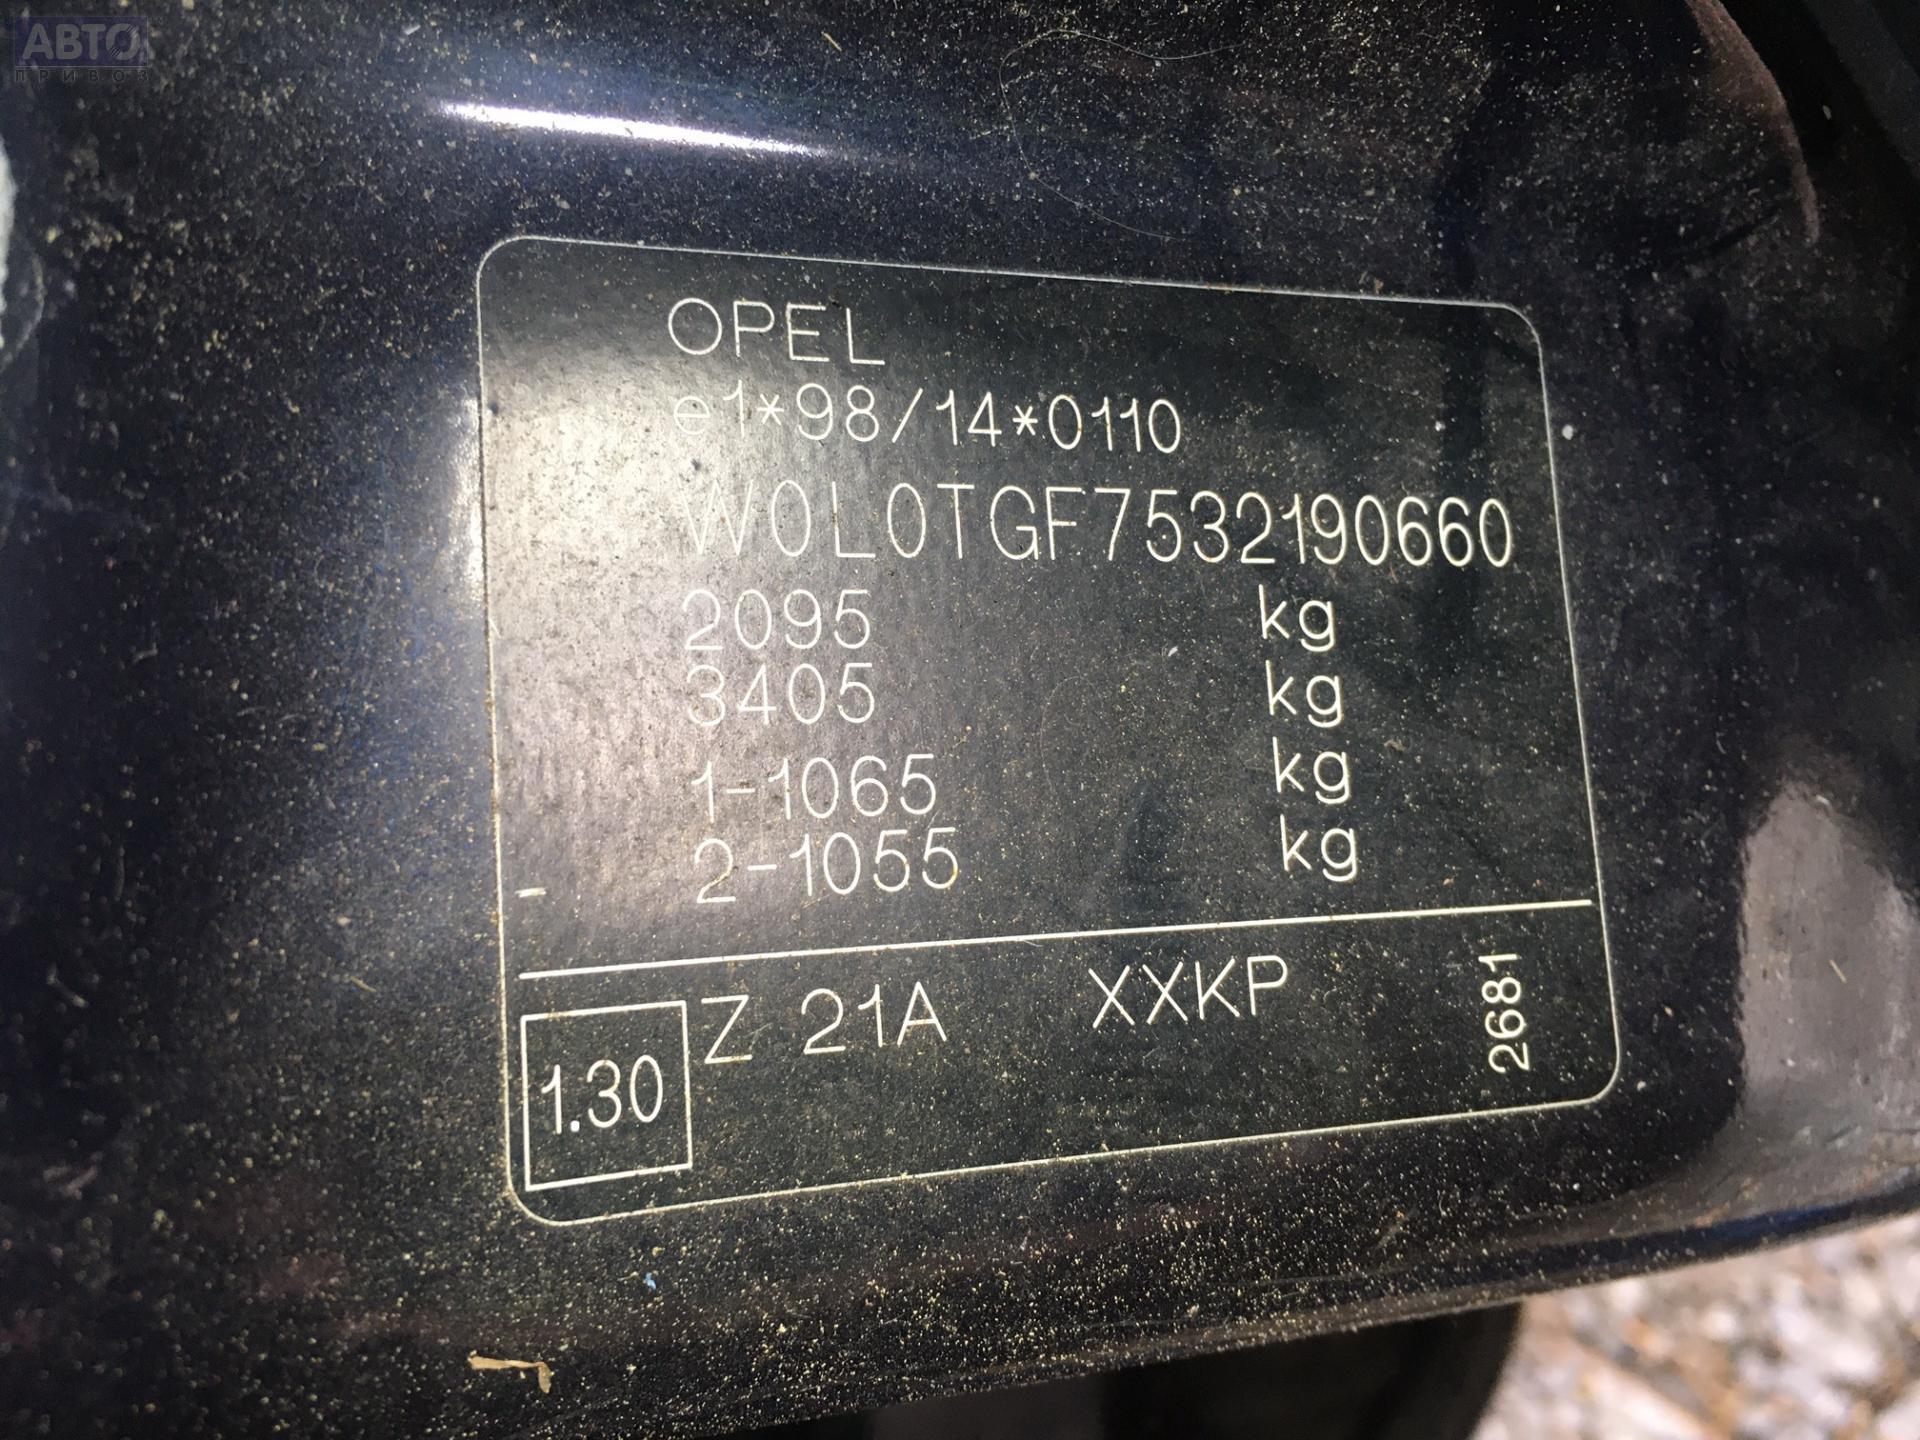 АВТО
ПРИВОЗ
OPEL
e1*98/14*0110
W0L0TGF7532190660
2095 kg
3405 kg
1-1065 kg
2-1055 kg
-
1.30 Z 21A XXKP 2681